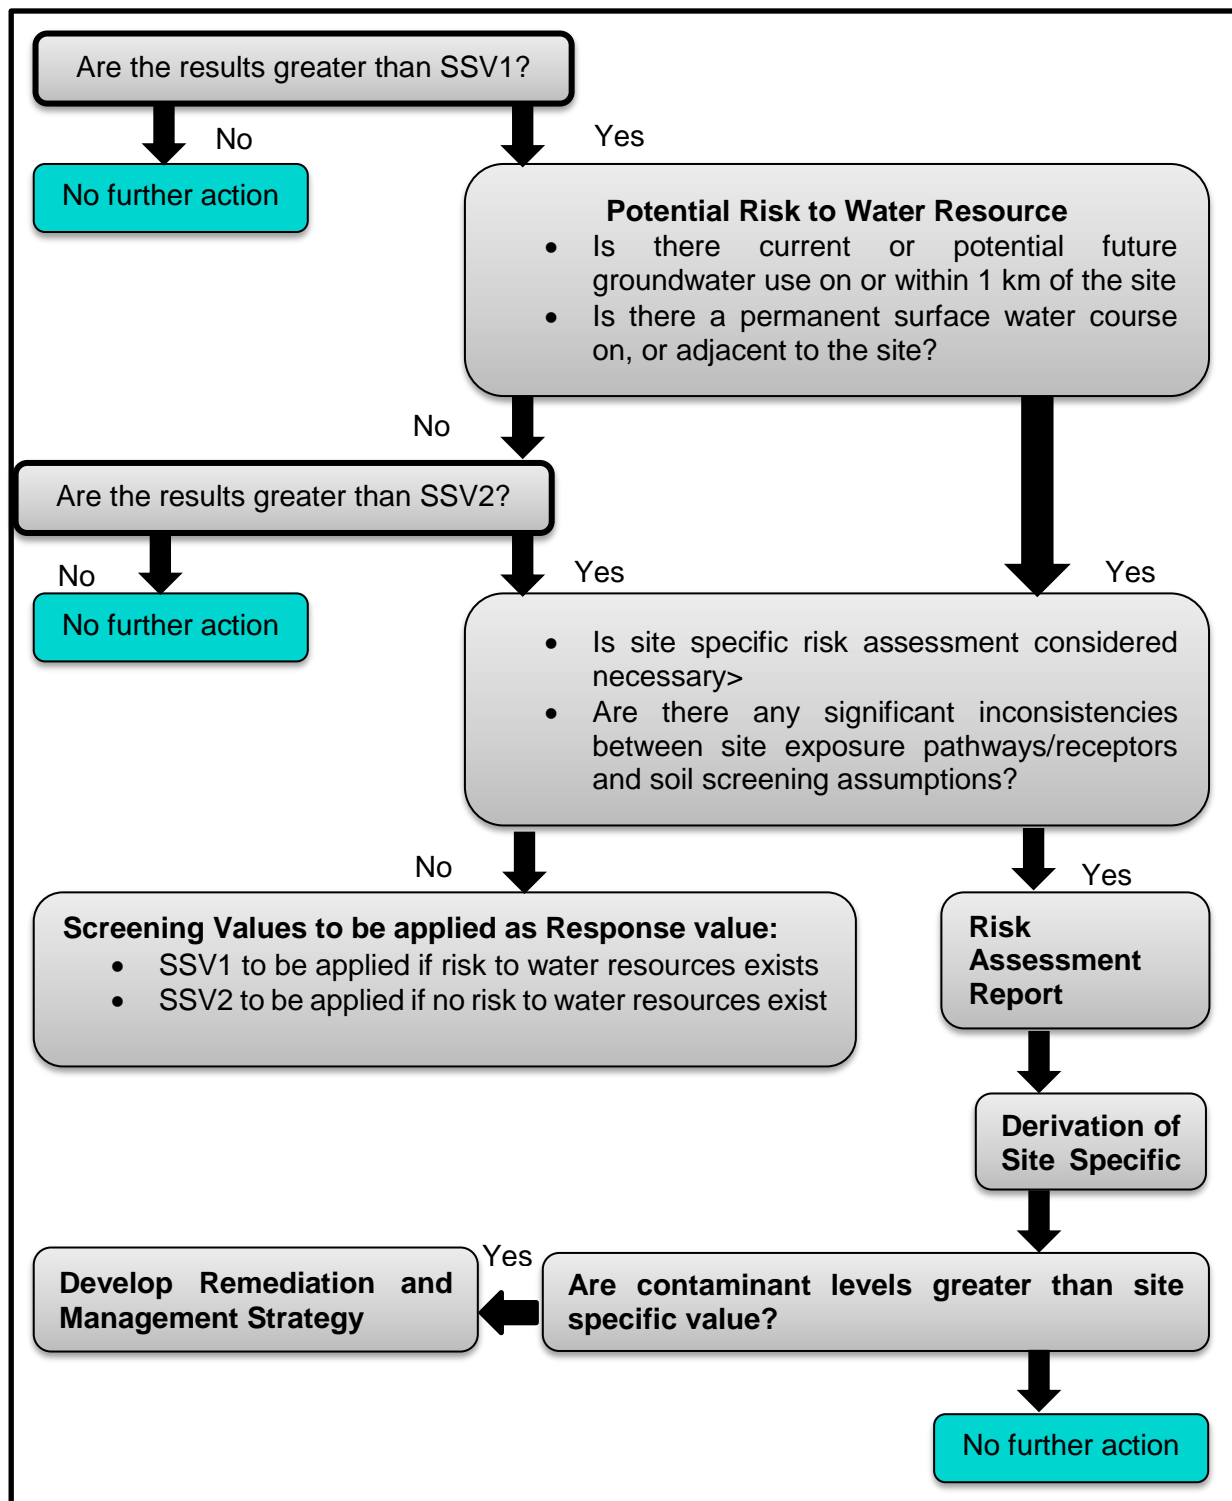 Are the results greater than SSV1?
No
Yes
No further action
Potential Risk to Water Resource
• Is there current or potential future
groundwater use on or within 1 km of the site
• Is there a permanent surface water course
on, or adjacent to the site?
No
Are the results greater than SSV2?
No
Yes
Yes
No further action
• Is site specific risk assessment considered
necessary>
• Are there any significant inconsistencies
between site exposure pathways/receptors
and soil screening assumptions?
No
Yes
Screening Values to be applied as Response value:
• SSV1 to be applied if risk to water resources exists
• SSV2 to be applied if no risk to water resources exist
Risk
Assessment
Report
Derivation of
Site Specific
Yes
Develop Remediation and
Management Strategy
Are contaminant levels greater than site
specific value?
No further action